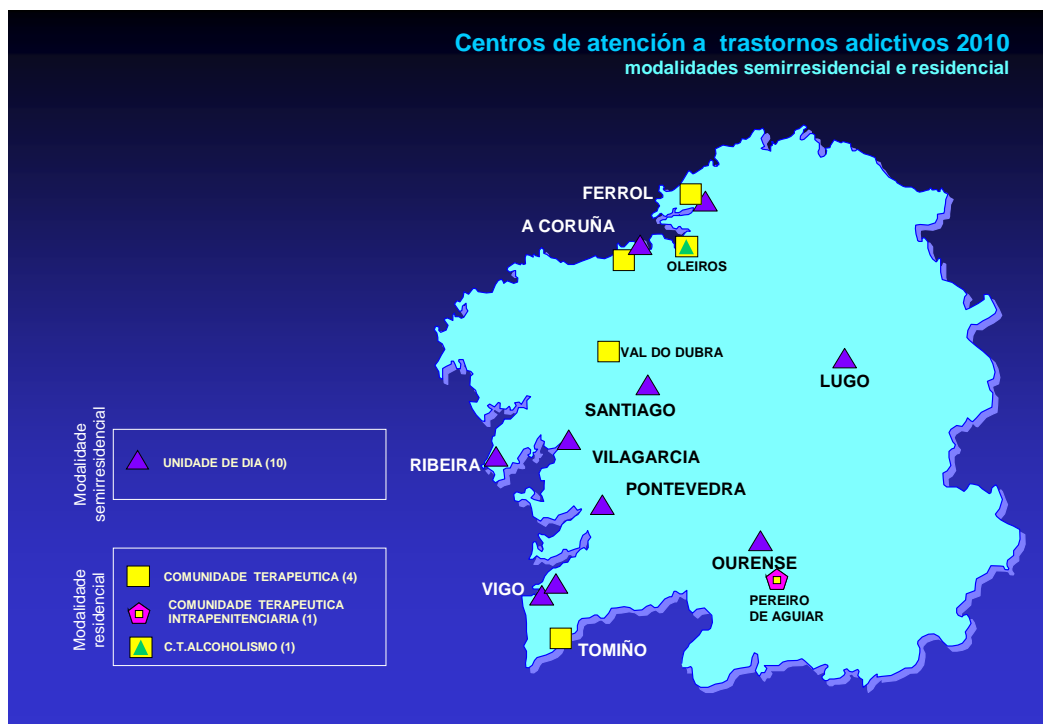 Centros de atención a trastornos adictivos 2010
modalidades semirresidencial e residencial
FERROL
A CORUÑA
OLEIROS
VAL DO DUBRA
LUGO
SANTIAGO
VILAGARCIA
RIBEIRA
PONTEVEDRA
OURENSE
PEREIRO
DE AGUIAR
VIGO
TOMIÑO
Modalidade
semirresidencial
UNIDADE DE DIA (10)
Modalidade
residencial
COMUNIDADE TERAPEUTICA (4)
COMUNIDADE TERAPEUTICA
INTRAPENITENCIARIA (1)
C.T.ALCOHOLISMO (1)